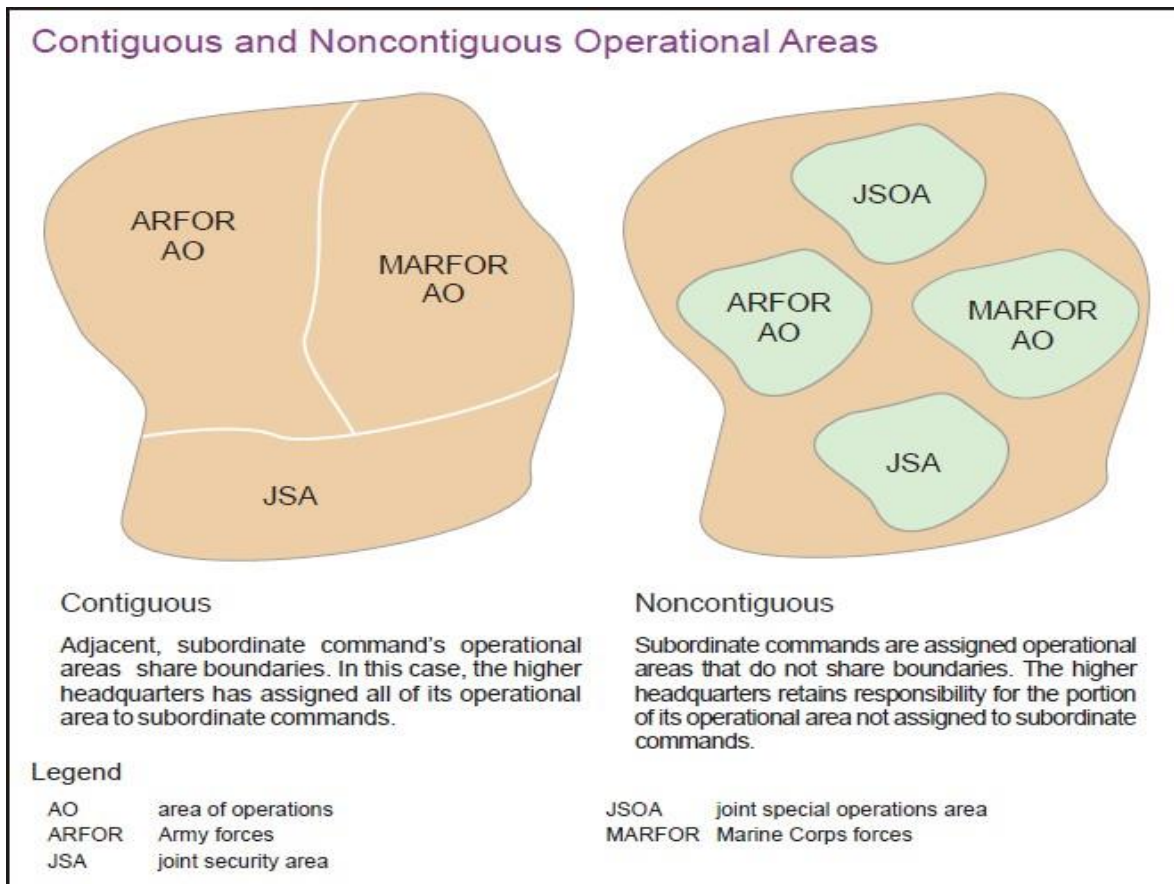 Contiguous and Noncontiguous Operational Areas
ARFOR
AO
MARFOR
AO
JSA
JSOA
ARFOR
AO
MARFOR
AO
JSA
Contiguous
Adjacent, subordinate command's operational
areas share boundaries. In this case, the higher
headquarters has assigned all of its operational
area to subordinate commands.
Noncontiguous
Subordinate commands are assigned operational
areas that do not share boundaries. The higher
headquarters retains responsibility for the portion
of its operational area not assigned to subordinate
commands.
Legend
AO area of operations
ARFOR Army forces
JSA joint security area
JSOA joint special operations area
MARFOR Marine Corps forces